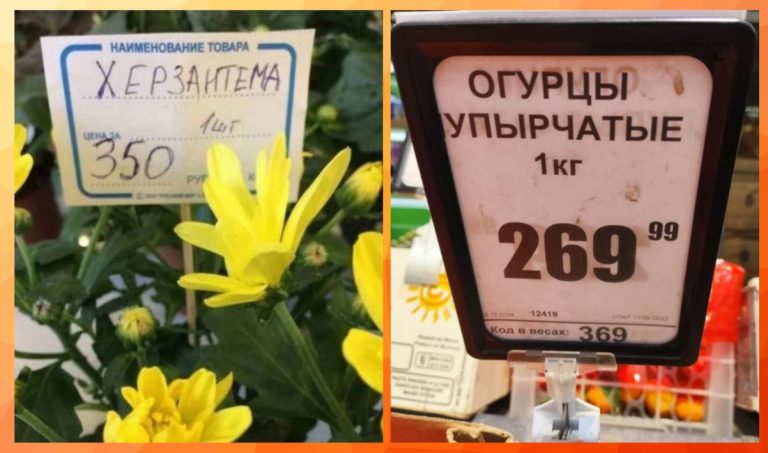 НАИМЕНОВАНИЕ ТОВАРА
ХЕРЗАНТЕМА
1шт
ЦЕНА ЗА
350
ОГУРЦЫ
УПЫРЧАТЫЕ
1кг
269 99
12419
Код в весах: 369